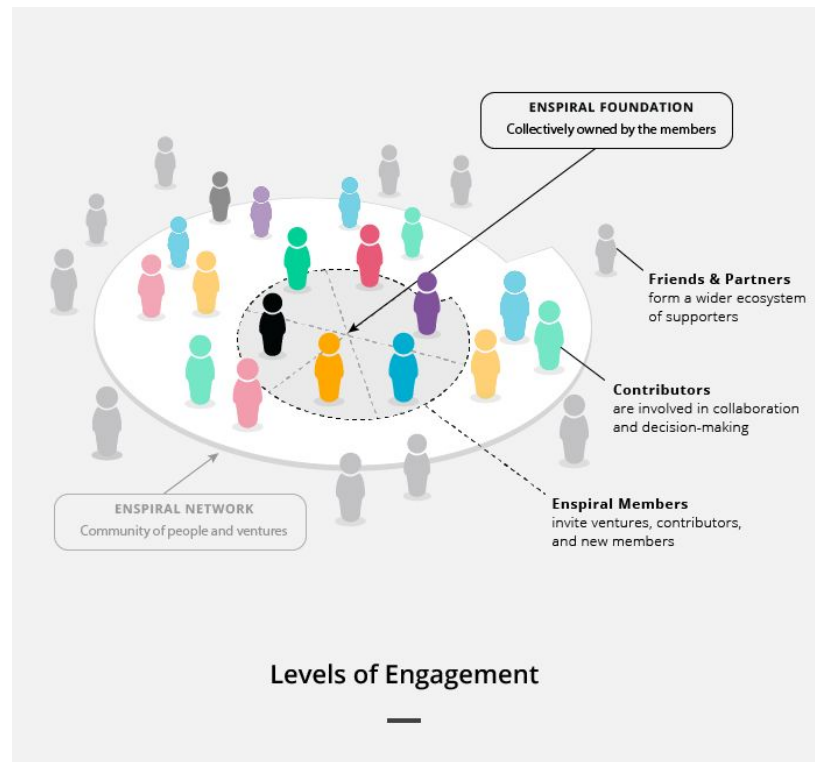 ENSPIRAL FOUNDATION
Collectively owned by the members
Friends & Partners
form a wider ecosystem
of supporters
Contributors
are involved in collaboration
and decision-making
Enspiral Members
invite ventures, contributors,
and new members
ENSPIRAL NETWORK
Community of people and ventures
Levels of Engagement